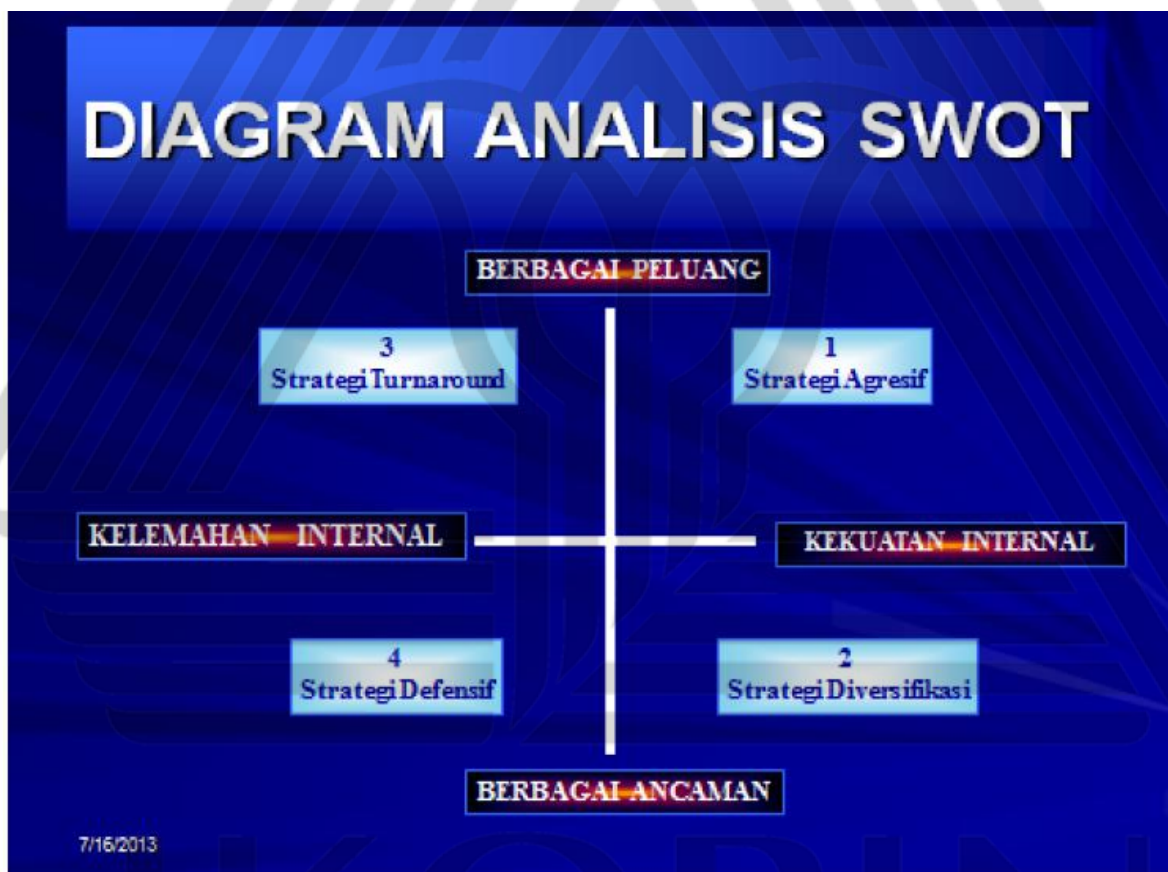 DIAGRAM ANALISIS SWOT
BERBAGAI PELUANG
3
Strategi Turnaround
1
Strategi Agresif
KELEMAHAN INTERNAL
KEKUATAN INTERNAL
4
Strategi Defensif
2
Strategi Diversifikasi
BERBAGAI ANCAMAN
7/16/2013